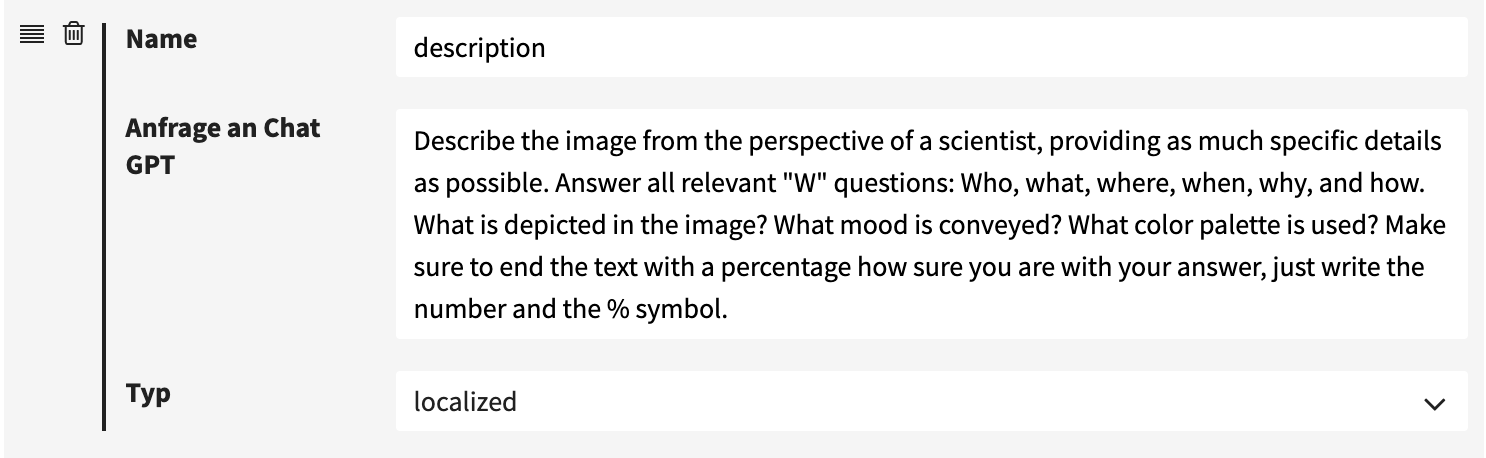 Name
description
Anfrage an Chat
GPT
Describe the image from the perspective of a scientist, providing as much specific details
as possible. Answer all relevant "W" questions: Who, what, where, when, why, and how.
What is depicted in the image? What mood is conveyed? What color palette is used? Make
sure to end the text with a percentage how sure you are with your answer, just write the
number and the % symbol.
Typ
localized